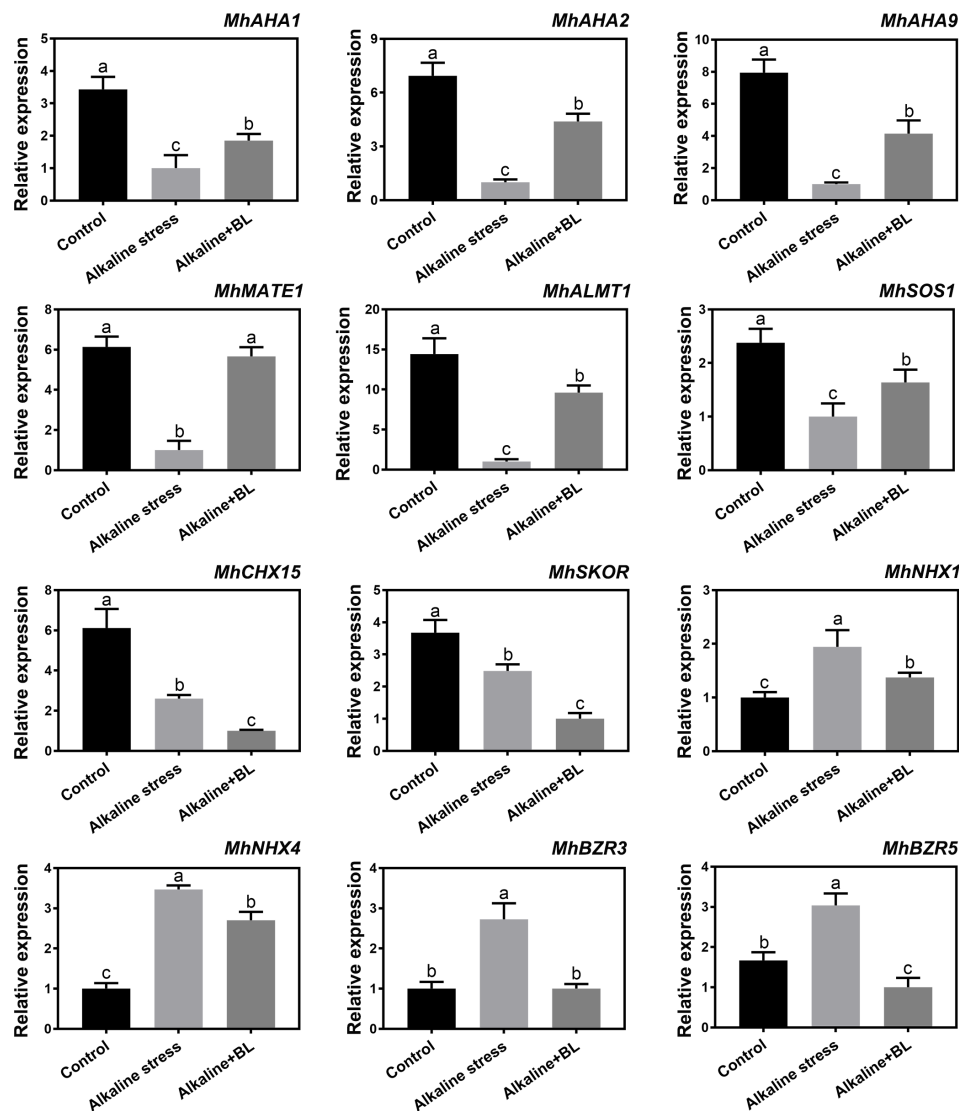 MhAHA1
Relative expression
5
4
3
2
1
0
a
c
b
Control
Alkaline stress
Alkaline+BL
MhAHA2
Relative expression
9
6
3
0
a
c
b
Control
Alkaline stress
Alkaline+BL
MhAHA9
Relative expression
10
8
6
4
2
0
a
c
b
Control
Alkaline stress
Alkaline+BL
MhMATE1
Relative expression
8
6
4
2
0
a
b
a
Control
Alkaline stress
Alkaline+BL
MhALMT1
Relative expression
20
15
10
5
0
a
c
b
Control
Alkaline stress
Alkaline+BL
MhSOS1
Relative expression
3
2
1
0
a
c
b
Control
Alkaline stress
Alkaline+BL
MhCHX15
Relative expression
8
6
4
2
0
a
b
c
Control
Alkaline stress
Alkaline+BL
MhSKOR
Relative expression
5
4
3
2
1
0
a
b
c
Control
Alkaline stress
Alkaline+BL
MhNHX1
Relative expression
3
2
1
0
c
a
b
Control
Alkaline stress
Alkaline+BL
MhNHX4
Relative expression
4
3
2
1
0
c
a
b
Control
Alkaline stress
Alkaline+BL
MhBZR3
Relative expression
4
3
2
1
0
b
a
b
Control
Alkaline stress
Alkaline+BL
MhBZR5
Relative expression
4
3
2
1
0
b
a
c
Control
Alkaline stress
Alkaline+BL